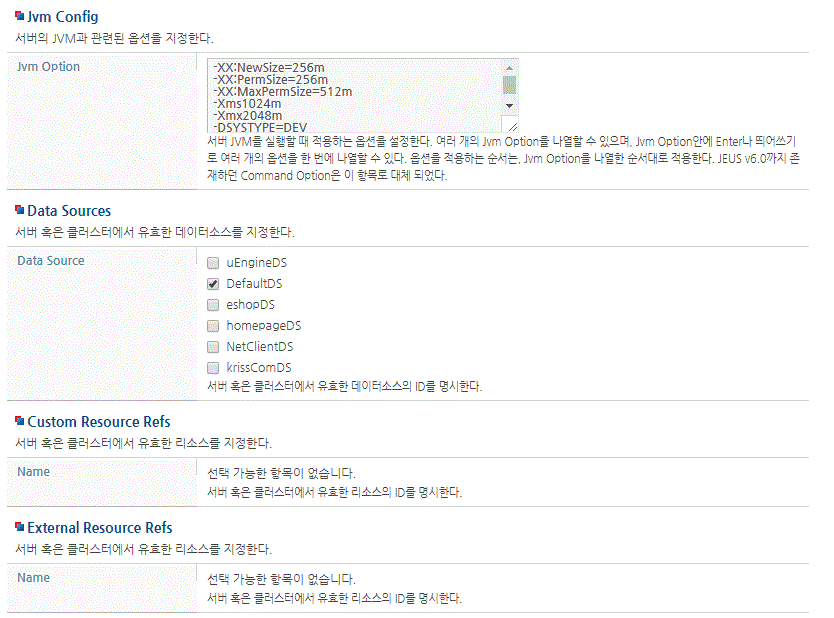 Jvm Config
서버의 JVM과 관련된 옵션을 지정한다.
Jvm Option
-XX:NewSize=256m
-XX:PermSize=256m
-XX:MaxPermSize=512m
-Xms1024m
-Xmx2048m
-DSYSTYPE=DEV
서버 JVM을 실행할 때 적용하는 옵션을 설정한다. 여러 개의 Jvm Option을 나열할 수 있으며, Jvm Option안에 Enter나 띄어쓰기
로 여러 개의 옵션을 한 번에 나열할 수 있다. 옵션을 적용하는 순서는, Jvm Option을 나열한 순서대로 적용한다. JEUS v6.0까지 존
재하던 Command Option은 이 항목로 대체 되었다.
Data Sources
서버 혹은 클러스터에서 유효한 데이터소스를 지정한다.
Data Source
uEngineDS
DefaultDS
eshopDS
homepageDS
NetClientDS
krissComDS
서버 혹은 클러스터에서 유효한 데이터소스의 ID를 명시한다.
Custom Resource Refs
서버 혹은 클러스터에서 유효한 리소스를 지정한다.
Name
선택 가능한 항목이 없습니다.
서버 혹은 클러스터에서 유효한 리소스의 ID를 명시한다.
External Resource Refs
서버 혹은 클러스터에서 유효한 리소스를 지정한다.
Name
선택 가능한 항목이 없습니다.
서버 혹은 클러스터에서 유효한 리소스의 ID를 명시한다.